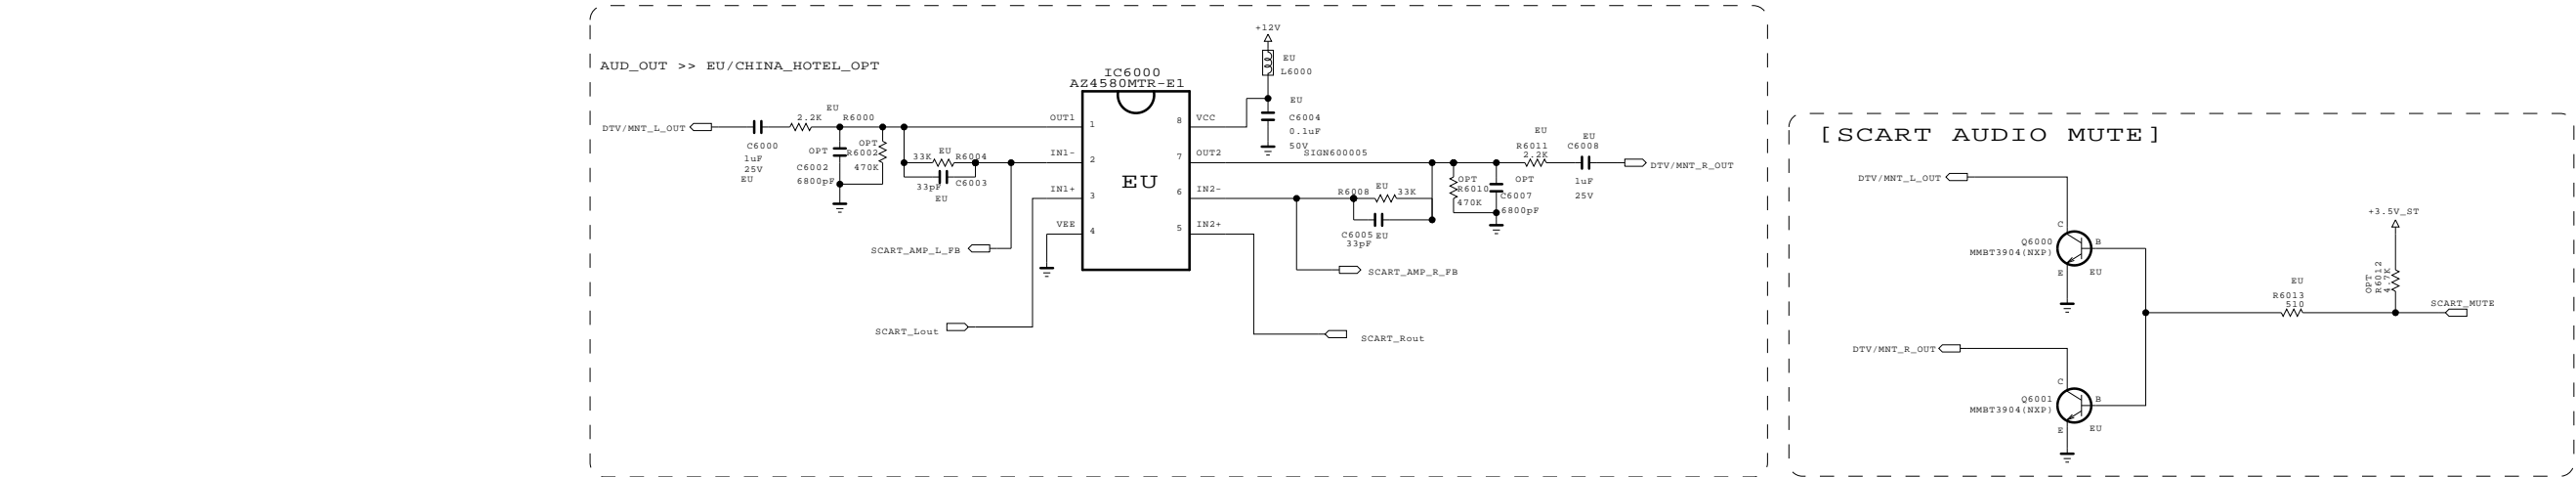 AUD_OUT >> EU/CHINA_HOTEL_OPT
IC6000
AZ4580MTR-E1
EU
DTV/MNT_L_OUT
C6000
1uF
25V
EU
2.2K
EU
R6000
OPT
C6002
6800pF
OPT
R6002
470K
33K
EU
R6004
33pF
C6003
EU
OUT1
1
IN1-
2
IN1+
3
VEE
4
VCC
8
OUT2
7
IN2-
6
IN2+
5
SCART_AMP_L_FB
SCART_Lout
+12V
EU
L6000
EU
C6004
0.1uF
50V
SIGN600005
R6008
EU
33K
C6005
EU
33pF
SCART_AMP_R_FB
SCART_Rout
OPT
R6010
470K
OPT
C6007
6800pF
EU
R6011
2.2K
EU
C6008
1uF
25V
DTV/MNT_R_OUT
[SCART AUDIO MUTE]
DTV/MNT_L_OUT
C
Q6000
MMBT3904(NXP)
B
E
EU
DTV/MNT_R_OUT
C
Q6001
MMBT3904(NXP)
B
E
EU
EU
R6013
510
+3.5V_ST
OPT
R6012
4.7K
SCART_MUTE